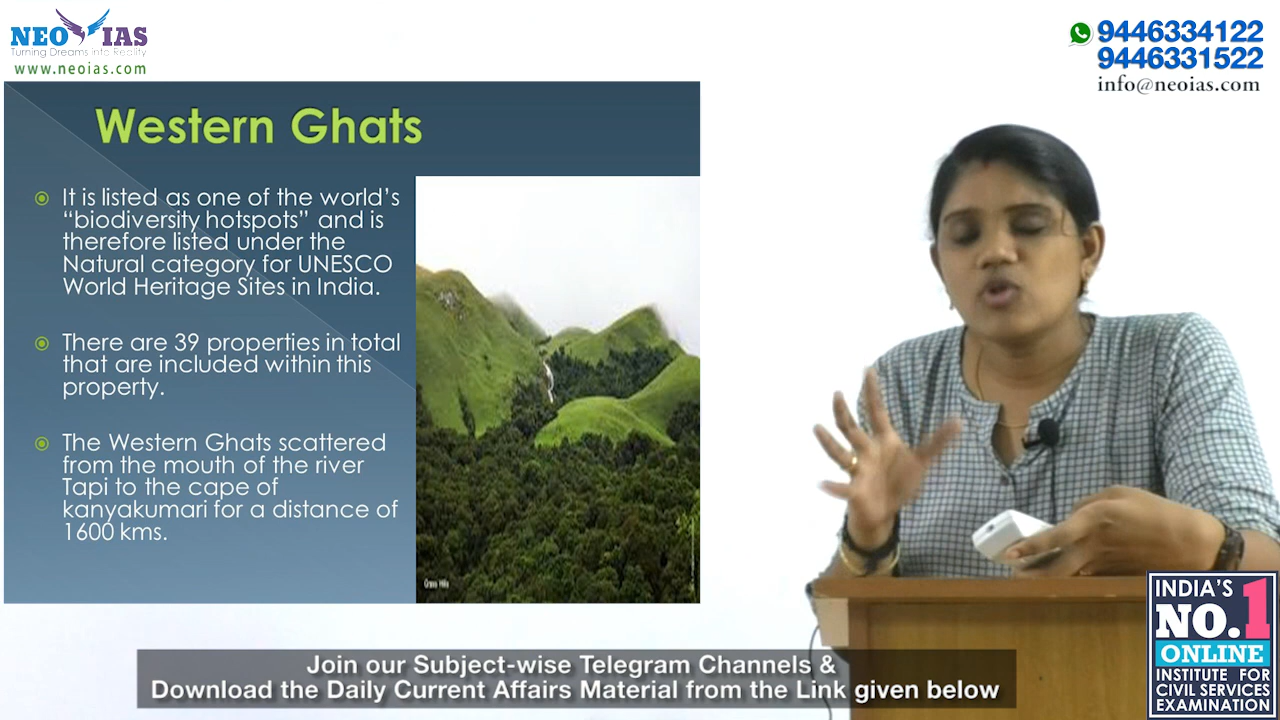 NEO IAS
Turning Dreams into Reality
www.neoias.com
9446334122
9446331522
info@neoias.com
Western Ghats
It is listed as one of the world's
“biodiversity hotspots” and is
therefore listed under the
Natural category for UNESCO
World Heritage Sites in India.
There are 39 properties in total
that are included within this
property.
The Western Ghats scattered
from the mouth of the river
Tapi to the cape of
kanyakumari for a distance of
1600 kms.
Grass Hills
Join our Subject-wise Telegram Channels &
Download the Daily Current Affairs Material from the Link given below
INDIA'S
NO.1
ONLINE
INSTITUTE FOR
CIVIL SERVICES
EXAMINATION